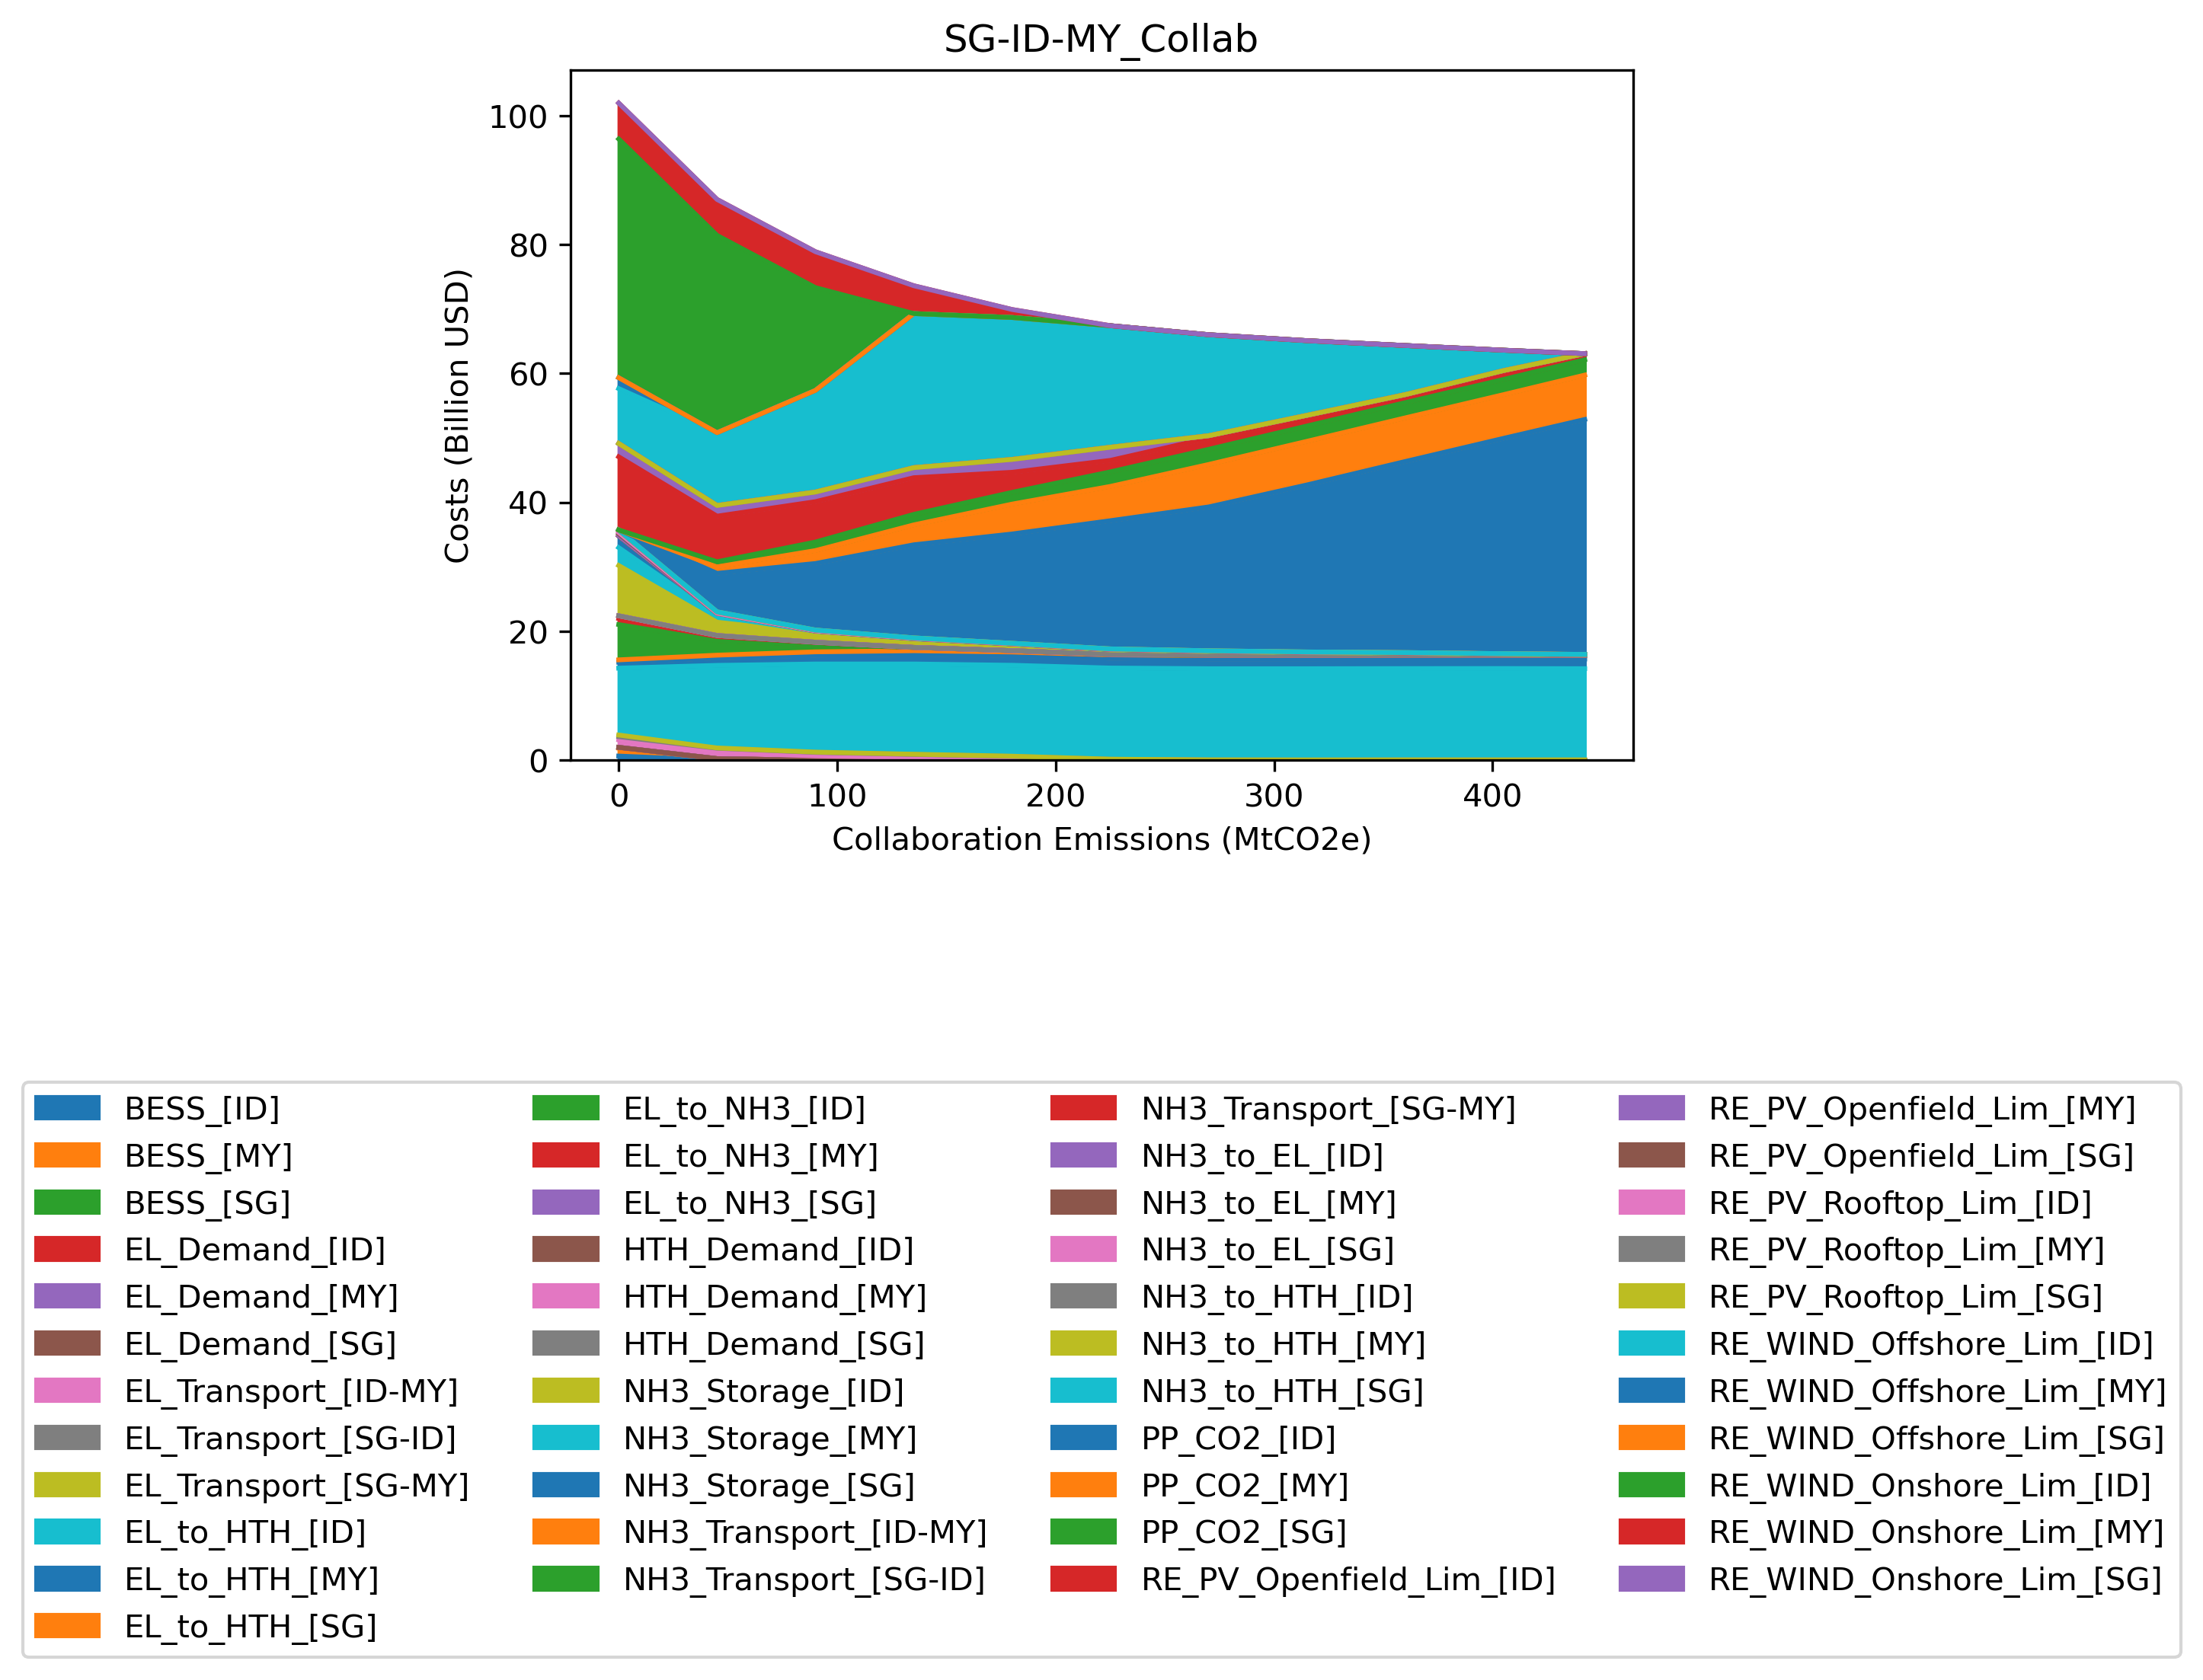 SG-ID-MY_Collab
100
80
60
40
20
0
Costs (Billion USD)
0 100 200 300 400
Collaboration Emissions (MtCO2e)
BESS_[ID]
BESS_[MY]
BESS_[SG]
EL_Demand_[ID]
EL_Demand_[MY]
EL_Demand_[SG]
EL_Transport_[ID-MY]
EL_Transport_[SG-ID]
EL_Transport_[SG-MY]
EL_to_HTH_[ID]
EL_to_HTH_[MY]
EL_to_HTH_[SG]
EL_to_NH3_[ID]
EL_to_NH3_[MY]
EL_to_NH3_[SG]
HTH_Demand_[ID]
HTH_Demand_[MY]
HTH_Demand_[SG]
NH3_Storage_[ID]
NH3_Storage_[MY]
NH3_Storage_[SG]
NH3_Transport_[ID-MY]
NH3_Transport_[SG-ID]
NH3_Transport_[SG-MY]
NH3_to_EL_[ID]
NH3_to_EL_[MY]
NH3_to_EL_[SG]
NH3_to_HTH_[ID]
NH3_to_HTH_[MY]
NH3_to_HTH_[SG]
PP_CO2_[ID]
PP_CO2_[MY]
PP_CO2_[SG]
RE_PV_Openfield_Lim_[ID]
RE_PV_Openfield_Lim_[MY]
RE_PV_Openfield_Lim_[SG]
RE_PV_Rooftop_Lim_[ID]
RE_PV_Rooftop_Lim_[MY]
RE_PV_Rooftop_Lim_[SG]
RE_WIND_Offshore_Lim_[ID]
RE_WIND_Offshore_Lim_[MY]
RE_WIND_Offshore_Lim_[SG]
RE_WIND_Onshore_Lim_[ID]
RE_WIND_Onshore_Lim_[MY]
RE_WIND_Onshore_Lim_[SG]